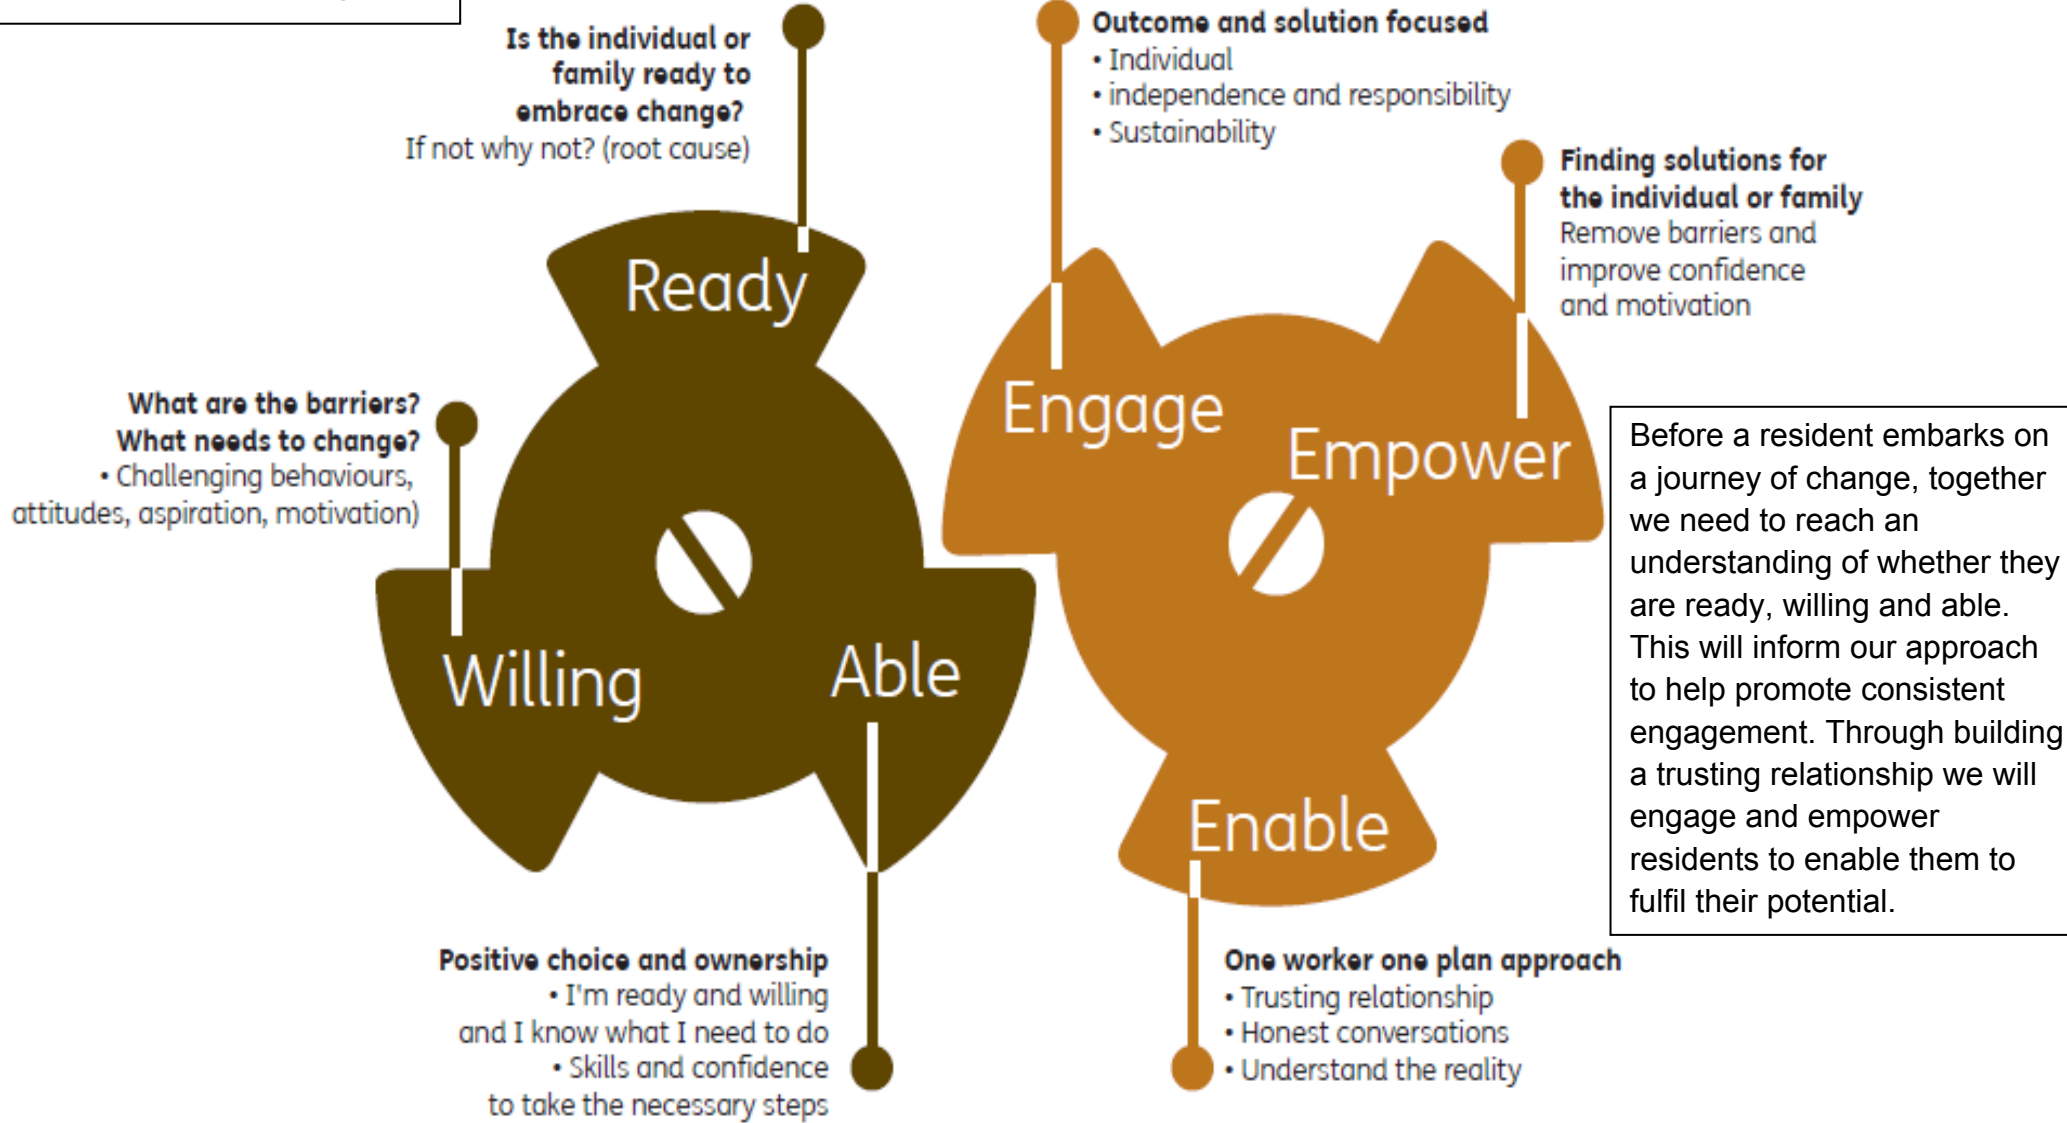 Is the individual or
family ready to
embrace change?
If not why not? (root cause)
Ready
What are the barriers?
What needs to change?
• Challenging behaviours,
attitudes, aspiration, motivation)
Willing
Able
Positive choice and ownership
• I'm ready and willing
and I know what I need to do
• Skills and confidence
to take the necessary steps
Outcome and solution focused
• Individual
• independence and responsibility
• Sustainability
Engage
Finding solutions for
the individual or family
Remove barriers and
improve confidence
and motivation
Empower
Enable
One worker one plan approach
• Trusting relationship
• Honest conversations
• Understand the reality
Before a resident embarks on
a journey of change, together
we need to reach an
understanding of whether they
are ready, willing and able.
This will inform our approach
to help promote consistent
engagement. Through building
a trusting relationship we will
engage and empower
residents to enable them to
fulfil their potential.